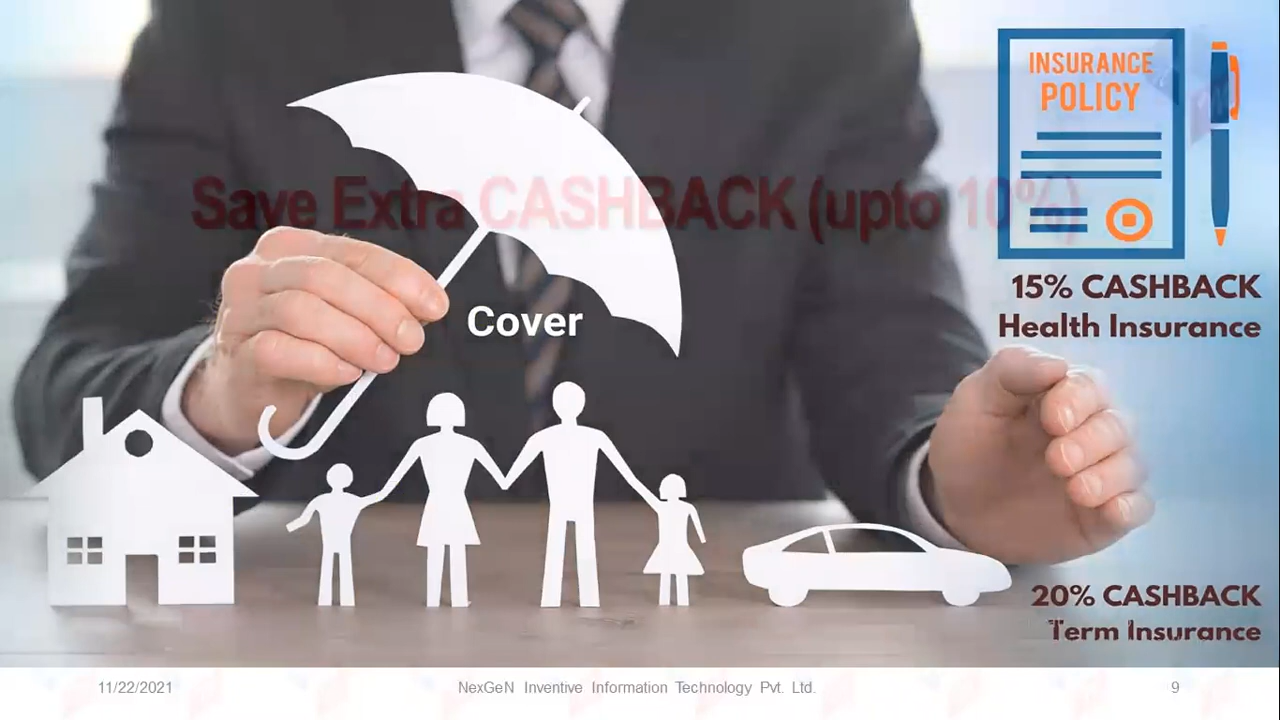 INSURANCE
POLICY
Save Extra CASHBACK (upto 10%)
15% CASHBACK
Health Insurance
Cover
20% CASHBACK
Term Insurance
11/22/2021
NexGeN Inventive Information Technology Pvt. Ltd.
9